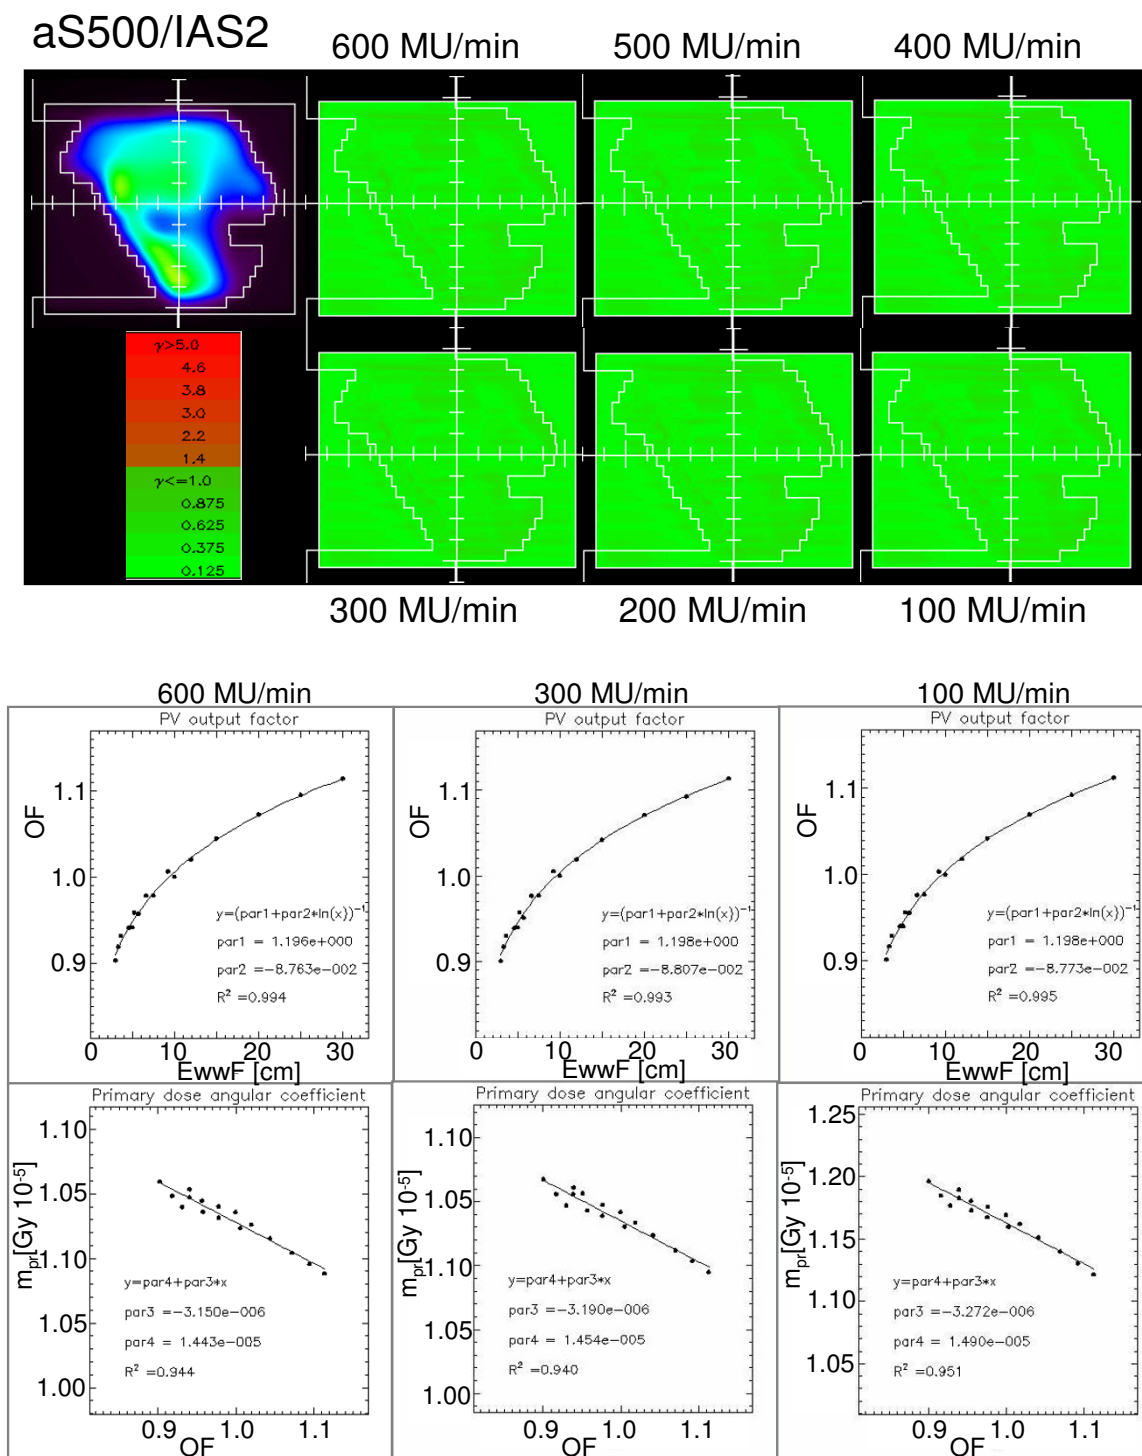 aS500/IAS2
600 MU/min
500 MU/min
400 MU/min
γ>5.0
4.6
3.8
3.0
2.2
1.4
γ<=1.0
0.875
0.625
0.375
0.125
300 MU/min
200 MU/min
100 MU/min
600 MU/min
300 MU/min
100 MU/min
PV output factor
OF
1.1
1.0
0.9
y=(par1+par2*ln(x))⁻¹
par1 = 1.196e+000
par2 =-8.763e-002
R² =0.994
0 10 20 30
EwwF [cm]
PV output factor
OF
1.1
1.0
0.9
y=(par1+par2*ln(x))⁻¹
par1 = 1.198e+000
par2 =-8.807e-002
R² =0.993
0 10 20 30
EwwF [cm]
PV output factor
OF
1.1
1.0
0.9
y=(par1+par2*ln(x))⁻¹
par1 = 1.198e+000
par2 =-8.773e-002
R² =0.995
0 10 20 30
EwwF [cm]
Primary dose angular coefficient
m_pr[Gy 10⁻⁵]
1.10
1.05
1.10
1.05
1.00
y=par4+par3*x
par3 =-3.150e-006
par4 = 1.443e-005
R² =0.944
0.9 1.0 1.1
OF
Primary dose angular coefficient
m_pr[Gy 10⁻⁵]
1.10
1.05
1.10
1.05
1.00
y=par4+par3*x
par3 =-3.190e-006
par4 = 1.454e-005
R² =0.940
0.9 1.0 1.1
OF
Primary dose angular coefficient
m_pr[Gy 10⁻⁵]
1.25
1.20
1.15
1.10
1.05
y=par4+par3*x
par3 =-3.272e-006
par4 = 1.490e-005
R² =0.951
0.9 1.0 1.1
OF